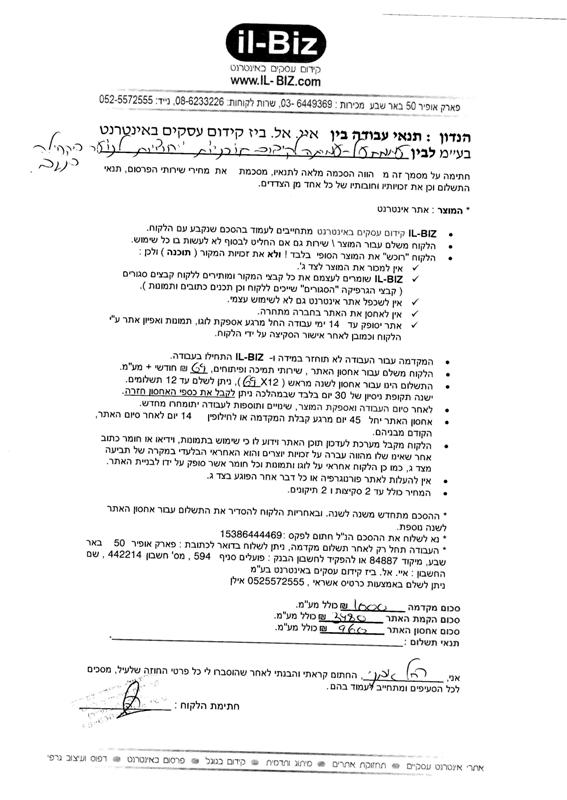 il-Biz
קידום עסקים באינטרנט
www.IL-BIZ.com
פארק אופיר 50 באר שבע מכירות : 6449369 -03, שרות לקוחות: 08-6233226, נייד: 052-5572555
הנדון : תנאי עבודה בין אינ. אל. ביז קידום עסקים באינטרנט
בע״מ לבין
חתימה על מסמך זה מ הווה הסכמה מלאה לתנאיו, מסכמת את מחירי שירותי הפרסום, תנאי
התשלום וכן את זכויותיו וחובותיו של כל אחד מן הצדדים.
* המוצר : אתר אינטרנט
• IL-BIZ קידום עסקים באינטרנט מתחייבים לעמוד בהסכם שנקבע עם הלקוח.
• הלקוח משלם עבור המוצר \ שירות גם אם החליט לבסוף לא לעשות בו כל שימוש.
• הלקוח "רוכש" את המוצר הסופי בלבד ! ולא את זכויות המקור ( תוכנה ) ולכן :
✓ אין למכור את המוצר לצד ג'.
✓ IL-BIZ שומרים לעצמם את כל קבצי המקור ומותירים ללקוח קבצים סגורים
( קבצי הגרפיקה "הסגורים" שייכים ללקוח וכן תכנים כתובים ותמונות ).
✓ אין לשכפל אתר אינטרנט גם לא לשימוש עצמי.
✓ אין לאחסן את האתר בחברה מתחרה.
✓ אתר יסופק עד 14 ימי עבודה החל מרגע אספקת לוגו, תמונות ואפיון אתר ע"י
הלקוח וכמובן לאחר אישור הסקיצה על ידי הלקוח.
• המקדמה עבור העבודה לא תוחזר במידה ו- IL-BIZ התחילו בעבודה.
• הלקוח משלם עבור אחסון האתר , שירותי תמיכה ופיתוחים, 69 ₪ חודשי + מע"מ.
• התשלום הינו עבור אחסון לשנה מראש ( 69 X12), ניתן לשלם עד 12 תשלומים.
ישנה תקופת ניסיון של 30 יום בלבד שבמהלכה ניתן לקבל את כספי האחסון חזרה.
• לאחר סיום העבודה ואספקת המוצר, שינויים ותוספות לעבודה יתומחרו מחדש.
• אחסון האתר יחל 45 יום מרגע קבלת המקדמה או לחילופין 14 יום לאחר סיום האתר,
הקודם מבניהם.
• הלקוח מקבל מערכת לעדכון תוכן האתר וידוע לו כי שימוש בתמונות, וידיאו או חומר כתוב
אחר שאינו שלו מהווה עברה על זכויות יוצרים והוא האחראי הבלעדי במקרה של תביעה
מצד ג, כמו כן הלקוח אחראי על לוגו ותמונות וכל חומר אשר סופק על ידו לבניית האתר.
• אין להעלות לאתר פורנוגרפיה או כל דבר אחר הפוגע בצד ג.
• המחיר כולל עד 2 סקיצות ו 2 תיקונים.
* ההסכם מתחדש משנה לשנה. ובאחריות הלקוח להסדיר את התשלום עבור אחסון האתר
לשנה נוספת.
* נא לשלוח את ההסכם הנ"ל חתום לפקס : 15386444469
* העבודה תחל רק לאחר תשלום מקדמה, ניתן לשלוח בדואר לכתובת : פארק אופיר 50 באר
שבע, מיקוד 84887 או להפקיד לחשבון הבנק : פועלים סניף 594 , מס' חשבון 442214 , שם
החשבון : איי. אל. ביז קידום עסקים באינטרנט בע"מ
ניתן לשלם באמצעות כרטיס אשראי , 0525572555 אילן
סכום מקדמה 1000 ₪ כולל מע"מ.
סכום הקמת האתר 3480 ₪ כולל מע"מ.
סכום אחסון האתר 960 ₪ כולל מע"מ.
תנאי תשלום :
אני, , החתום קראתי והבנתי לאחר שהוסברו לי כל פרטי החוזה שלעיל, מסכים
לכל הסעיפים ומתחייב לעמוד בהם.
חתימת הלקוח :
אתרי אינטרנט עסקיים ▪ תחזוקת אתרים ▪ מיתוג ותדמית ▪ קידום בגוגל ▪ פרסום באינטרנט ▪ דפוס ועיצוב גרפי